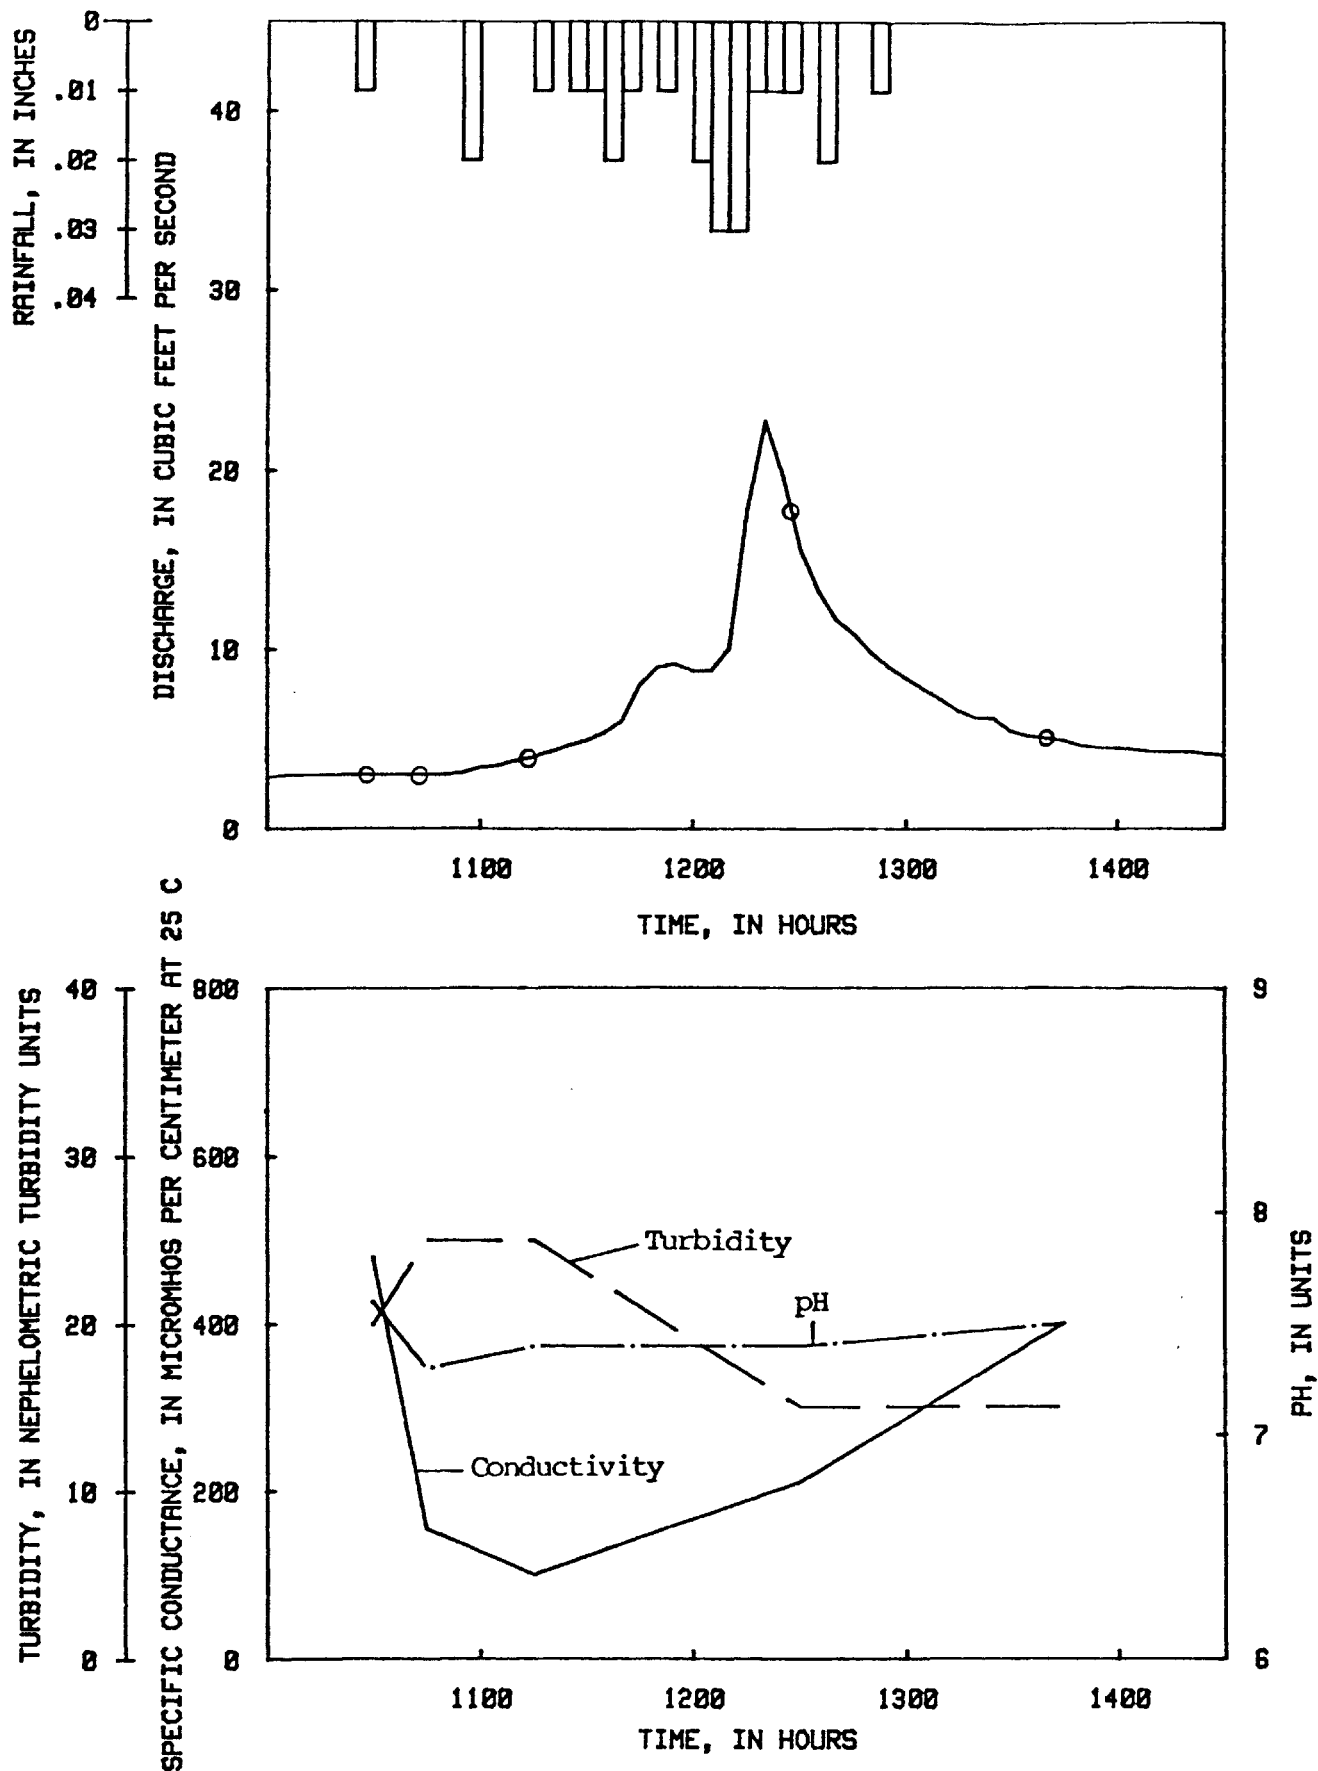 RAINFALL, IN INCHES
0
.01
.02
.03
.04
DISCHARGE, IN CUBIC FEET PER SECOND
40
30
20
10
0
1100 1200 1300 1400
TIME, IN HOURS
TURBIDITY, IN NEPHELOMETRIC TURBIDITY UNITS
40
30
20
10
0
SPECIFIC CONDUCTANCE, IN MICROMHOS PER CENTIMETER AT 25 C
800
600
400
200
0
Turbidity
pH
Conductivity
9
8
7
6
PH, IN UNITS
1100 1200 1300 1400
TIME, IN HOURS